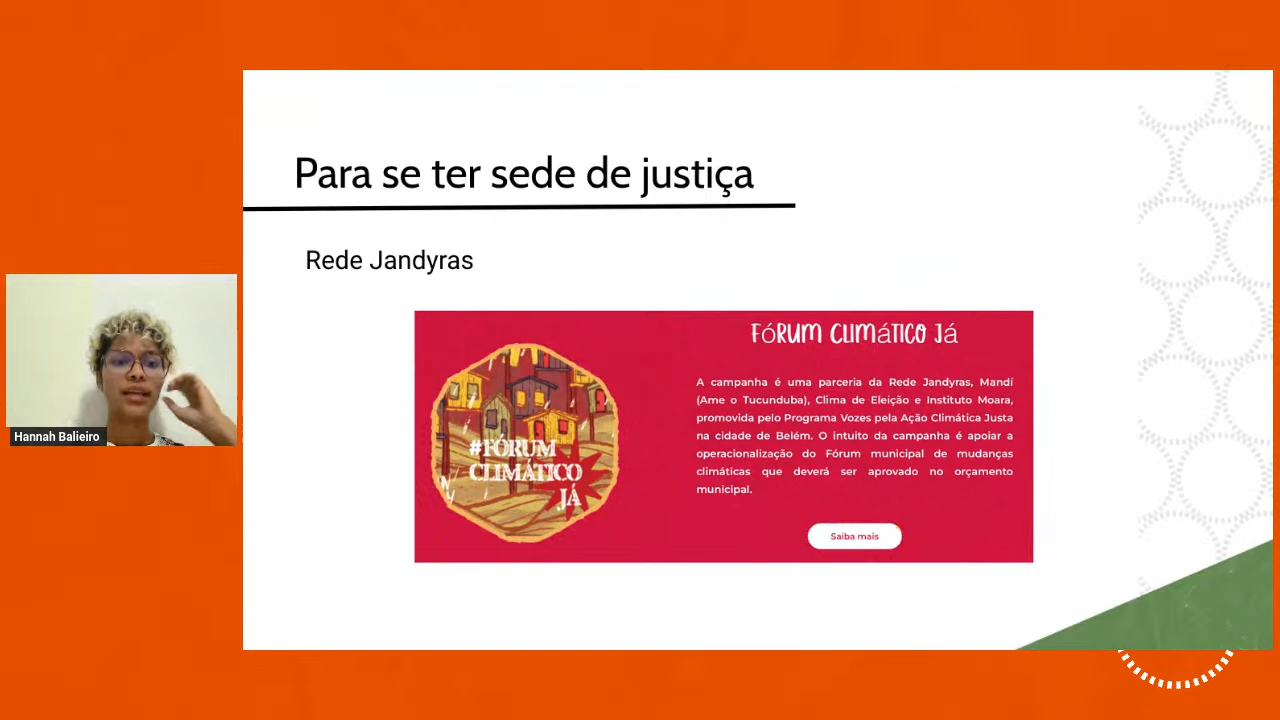 Para se ter sede de justiça
Rede Jandyras
Hannah Balieiro
#FÓRUM
CLIMÁTICO
JÁ
FÓRUM CLIMÁTICO JÁ
A campanha é uma parceria da Rede Jandyras, Mandí
(Ame o Tucunduba), Clima de Eleição e Instituto Moara,
promovida pelo Programa Vozes pela Ação Climática Justa
na cidade de Belém. O intuito da campanha é apoiar a
operacionalização do Fórum municipal de mudanças
climáticas que deverá ser aprovado no orçamento
municipal.
Saiba mais